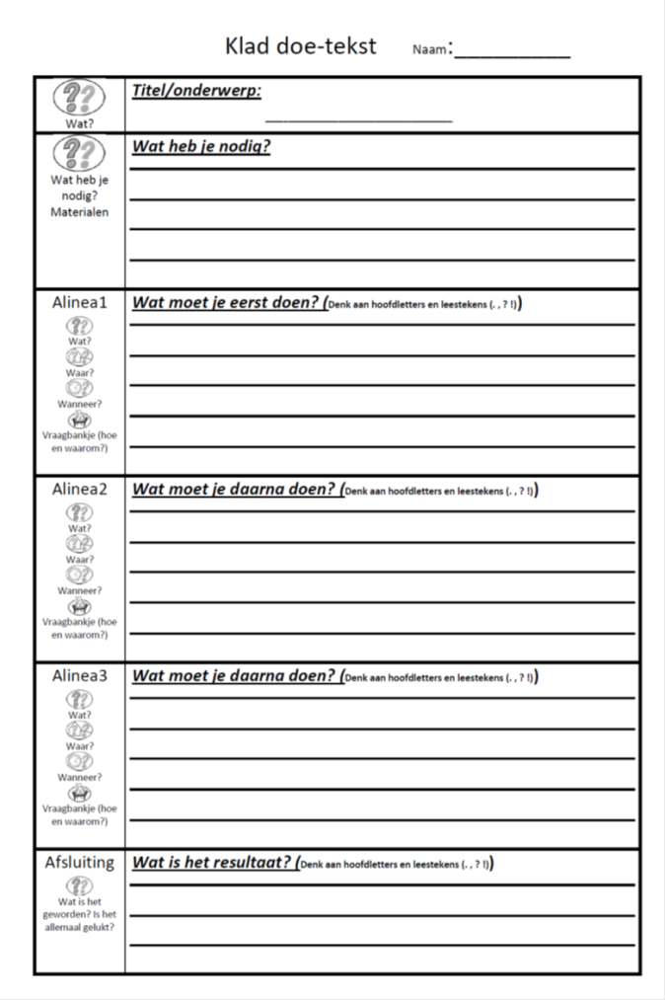 Klad doe-tekst Naam:__________
Wat?
Titel/onderwerp:
Wat heb je
nodig?
Materialen
Wat heb je nodig?
Alinea1
Wat?
Waar?
Wanneer?
Vraagbankje (hoe
en waarom?)
Wat moet je eerst doen? (Denk aan hoofdletters en leestekens (. , ? !))
Alinea2
Wat?
Waar?
Wanneer?
Vraagbankje (hoe
en waarom?)
Wat moet je daarna doen? (Denk aan hoofdletters en leestekens (. , ? !))
Alinea3
Wat?
Waar?
Wanneer?
Vraagbankje (hoe
en waarom?)
Wat moet je daarna doen? (Denk aan hoofdletters en leestekens (. , ? !))
Afsluiting
Wat is het
geworden? Is het
allemaal gelukt?
Wat is het resultaat? (Denk aan hoofdletters en leestekens (. , ? !))